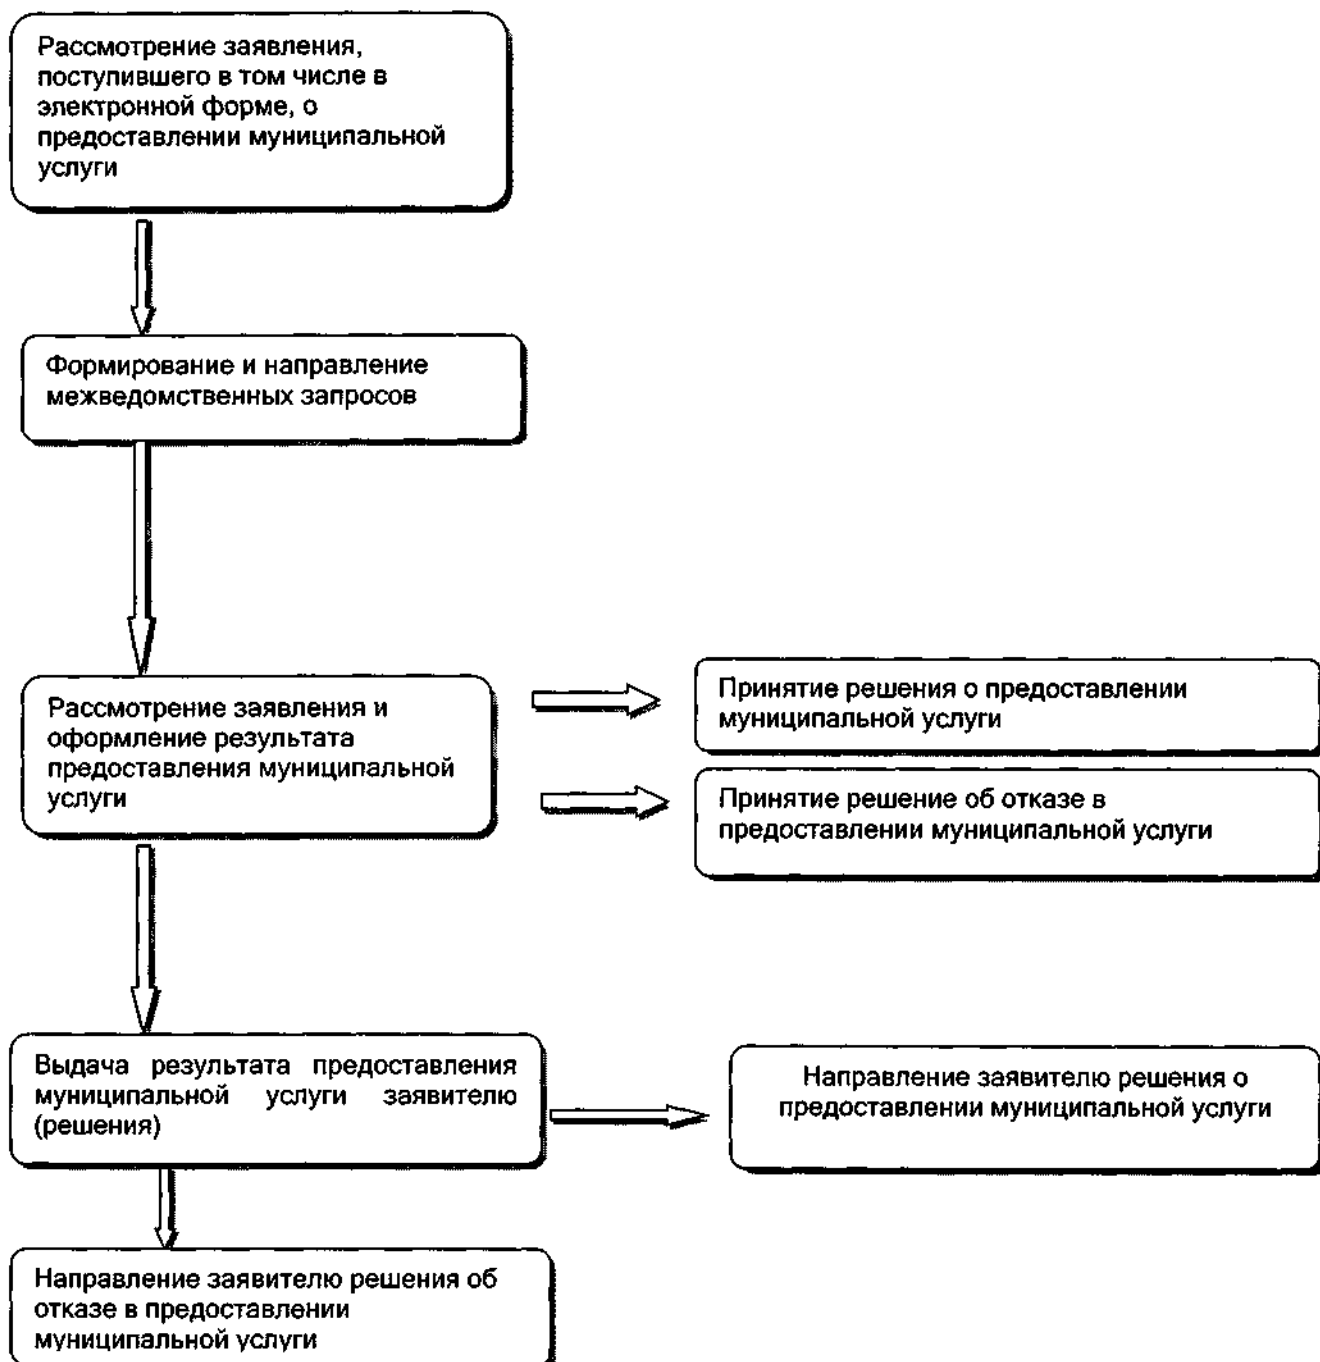 Рассмотрение заявления,
поступившего в том числе в
электронной форме, о
предоставлении муниципальной
услуги
Формирование и направление
межведомственных запросов
Рассмотрение заявления и
оформление результата
предоставления муниципальной
услуги
Принятие решения о предоставлении
муниципальной услуги
Принятие решение об отказе в
предоставлении муниципальной услуги
Выдача результата предоставления
муниципальной услуги заявителю
(решения)
Направление заявителю решения о
предоставлении муниципальной услуги
Направление заявителю решения об
отказе в предоставлении
муниципальной услуги